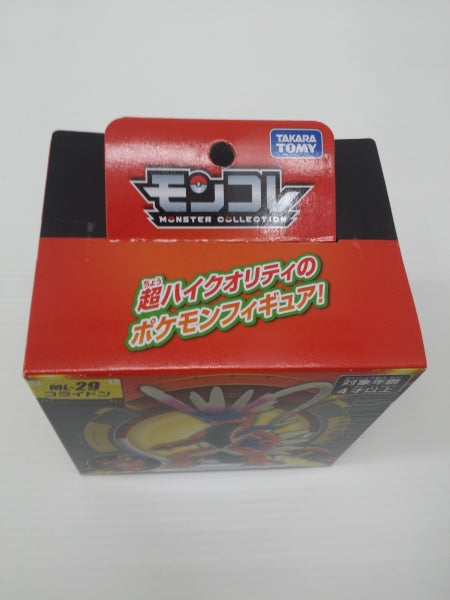 TAKARA
TOMY
モンコレ
MONSTER COLLECTION
ちょう
超ハイクオリティの
ポケモンフィギュア!
ML-29
コライドン
対象年齢
4才以上